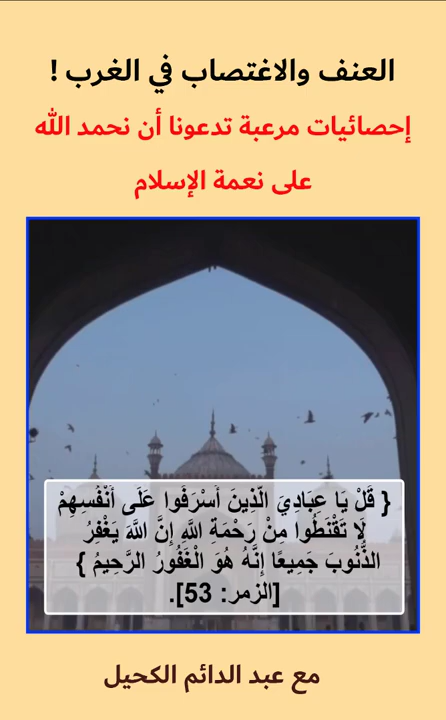 العنف والاغتصاب في الغرب !
إحصائيات مرعبة تدعونا أن نحمد الله
على نعمة الإسلام
{ قُلْ يَا عِبَادِيَ الَّذِينَ أَسْرَفُوا عَلَى أَنْفُسِهِمْ
لَا تَقْنَطُوا مِنْ رَحْمَةِ اللَّهِ إِنَّ اللَّهَ يَغْفِرُ
الذُّنُوبَ جَمِيعًا إِنَّهُ هُوَ الْغَفُورُ الرَّحِيمُ }
[الزمر: 53].
مع عبد الدائم الكحيل